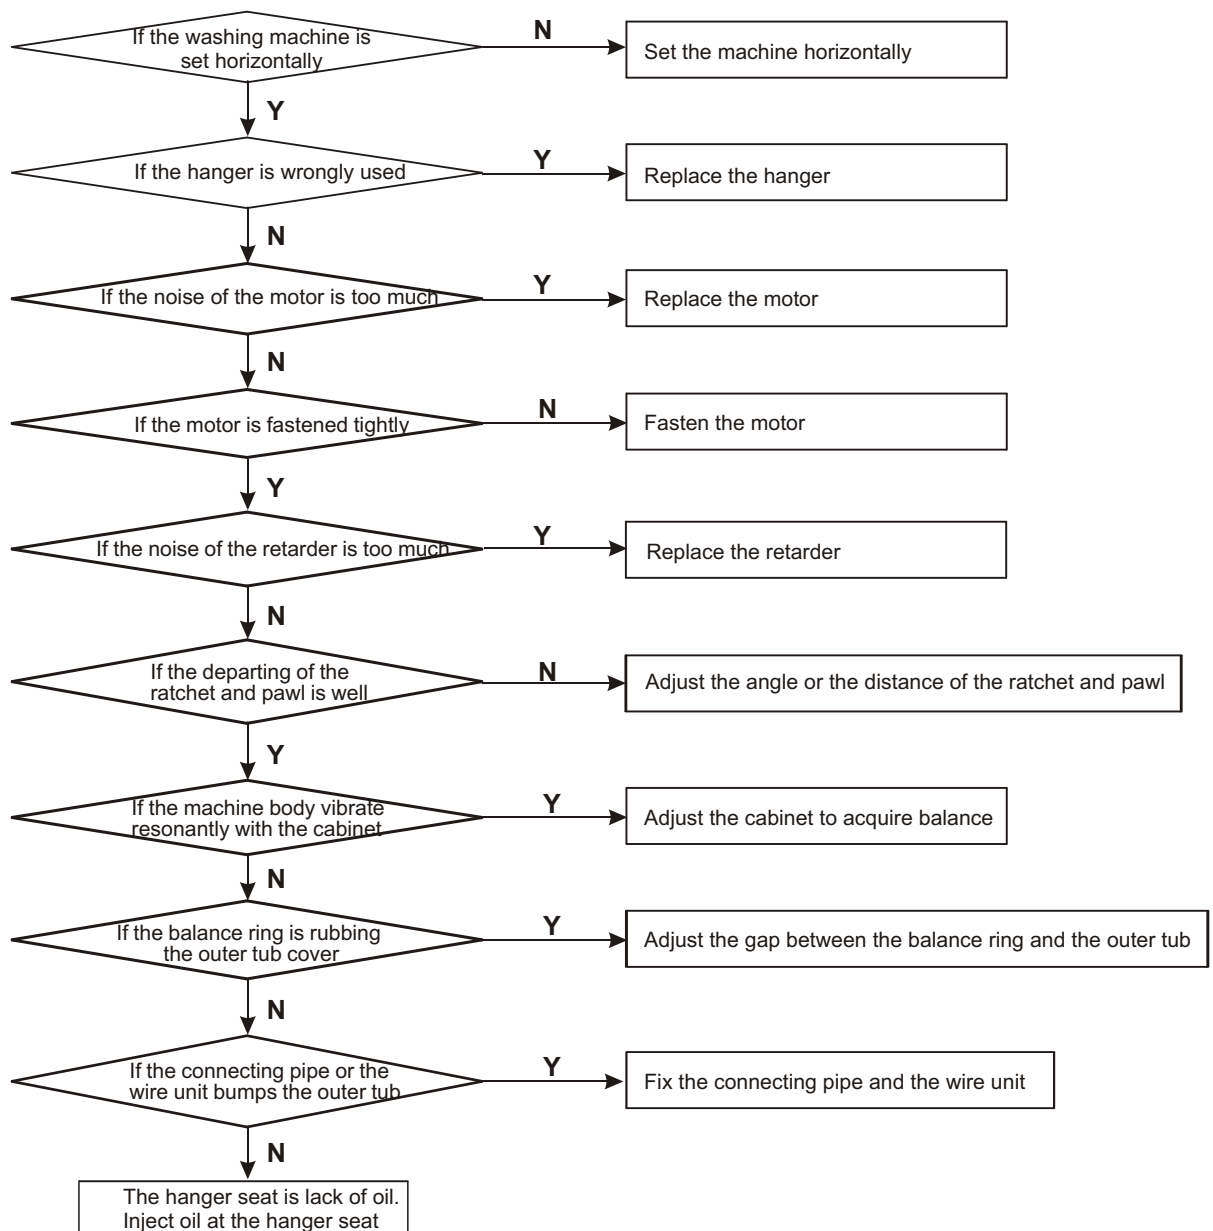 If the washing machine is
set horizontally
N
Set the machine horizontally
Y
If the hanger is wrongly used
Y
Replace the hanger
N
If the noise of the motor is too much
Y
Replace the motor
N
If the motor is fastened tightly
N
Fasten the motor
Y
If the noise of the retarder is too much
Y
Replace the retarder
N
If the departing of the
ratchet and pawl is well
N
Adjust the angle or the distance of the ratchet and pawl
Y
If the machine body vibrate
resonantly with the cabinet
Y
Adjust the cabinet to acquire balance
N
If the balance ring is rubbing
the outer tub cover
Y
Adjust the gap between the balance ring and the outer tub
N
If the connecting pipe or the
wire unit bumps the outer tub
Y
Fix the connecting pipe and the wire unit
N
The hanger seat is lack of oil.
Inject oil at the hanger seat